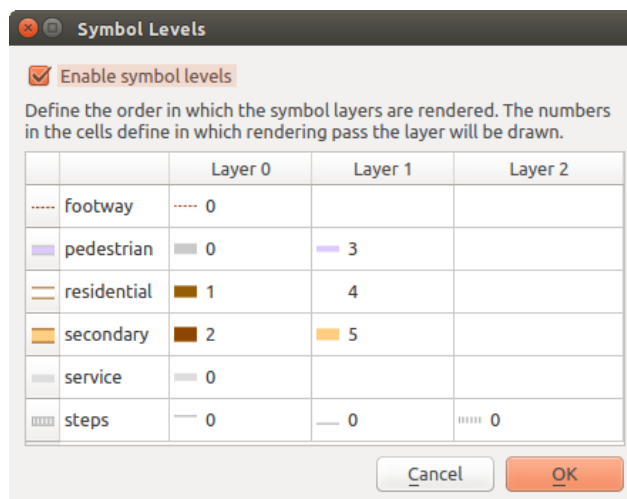 Symbol Levels
Enable symbol levels
Define the order in which the symbol layers are rendered. The numbers
in the cells define in which rendering pass the layer will be drawn.
Layer 0 Layer 1 Layer 2
footway 0
pedestrian 0 3
residential 1 4
secondary 2 5
service 0
steps 0 0 0
Cancel OK